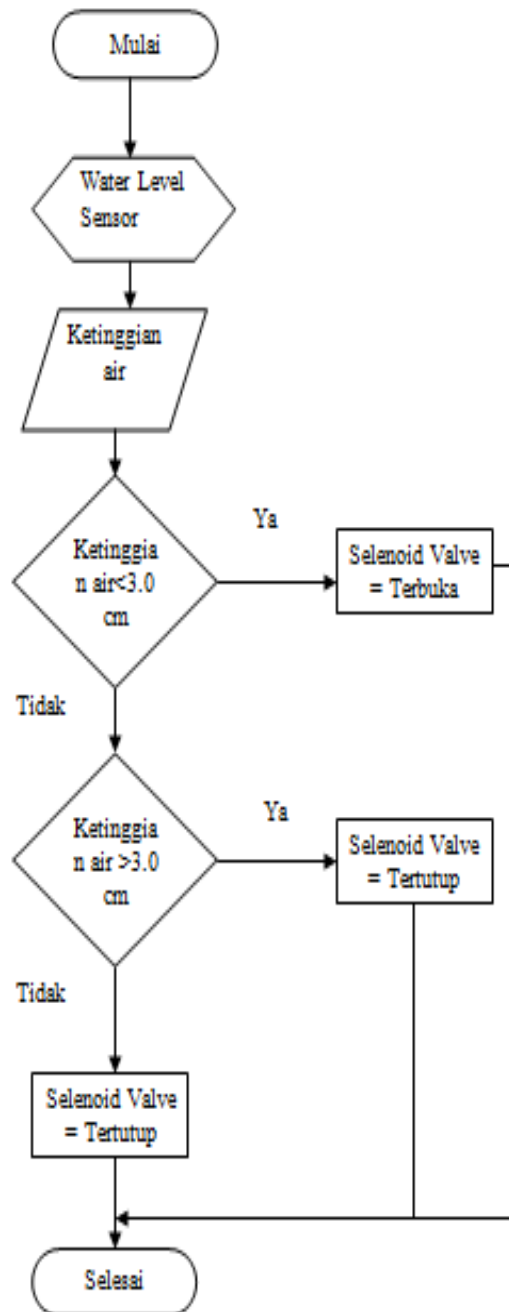 Mulai
Water Level
Sensor
Ketinggian
air
Ketinggia
n air<3.0
cm
Ya
Selenoid Valve
= Terbuka
Tidak
Ketinggia
n air >3.0
cm
Ya
Selenoid Valve
= Tertutup
Tidak
Selenoid Valve
= Tertutup
Selesai